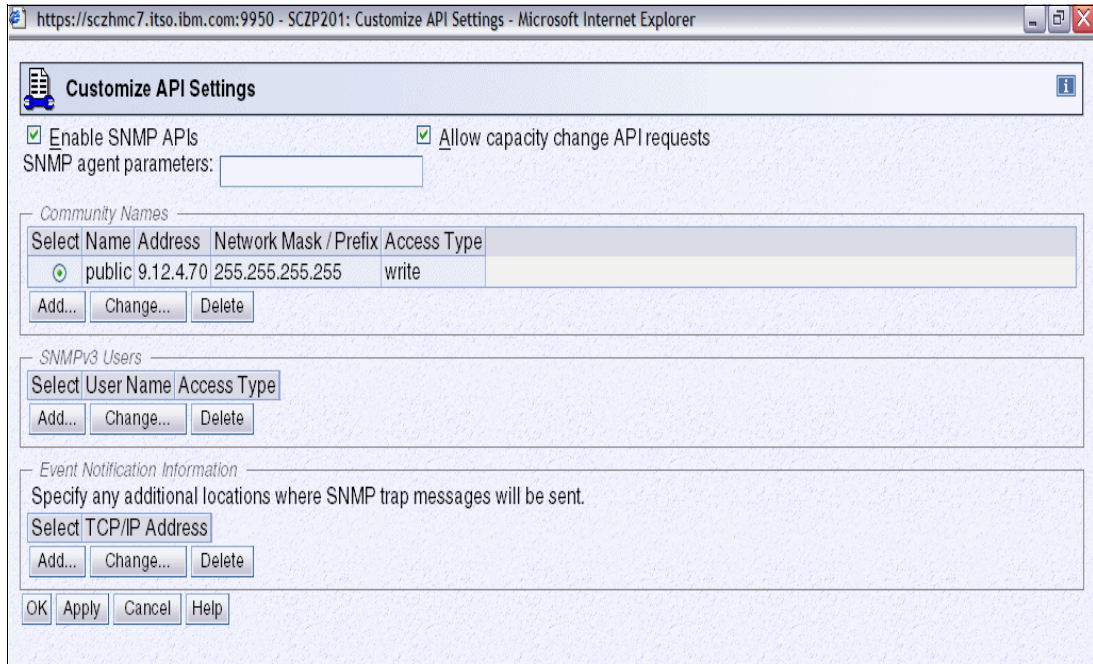 https://sczhmc7.itso.ibm.com:9950 - SCZP201: Customize API Settings - Microsoft Internet Explorer
Customize API Settings
Enable SNMP APIs Allow capacity change API requests
SNMP agent parameters:
Community Names
Select Name Address Network Mask / Prefix Access Type
public 9.12.4.70 255.255.255.255 write
Add... Change... Delete
SNMPv3 Users
Select User Name Access Type
Add... Change... Delete
Event Notification Information
Specify any additional locations where SNMP trap messages will be sent.
Select TCP/IP Address
Add... Change... Delete
OK Apply Cancel Help